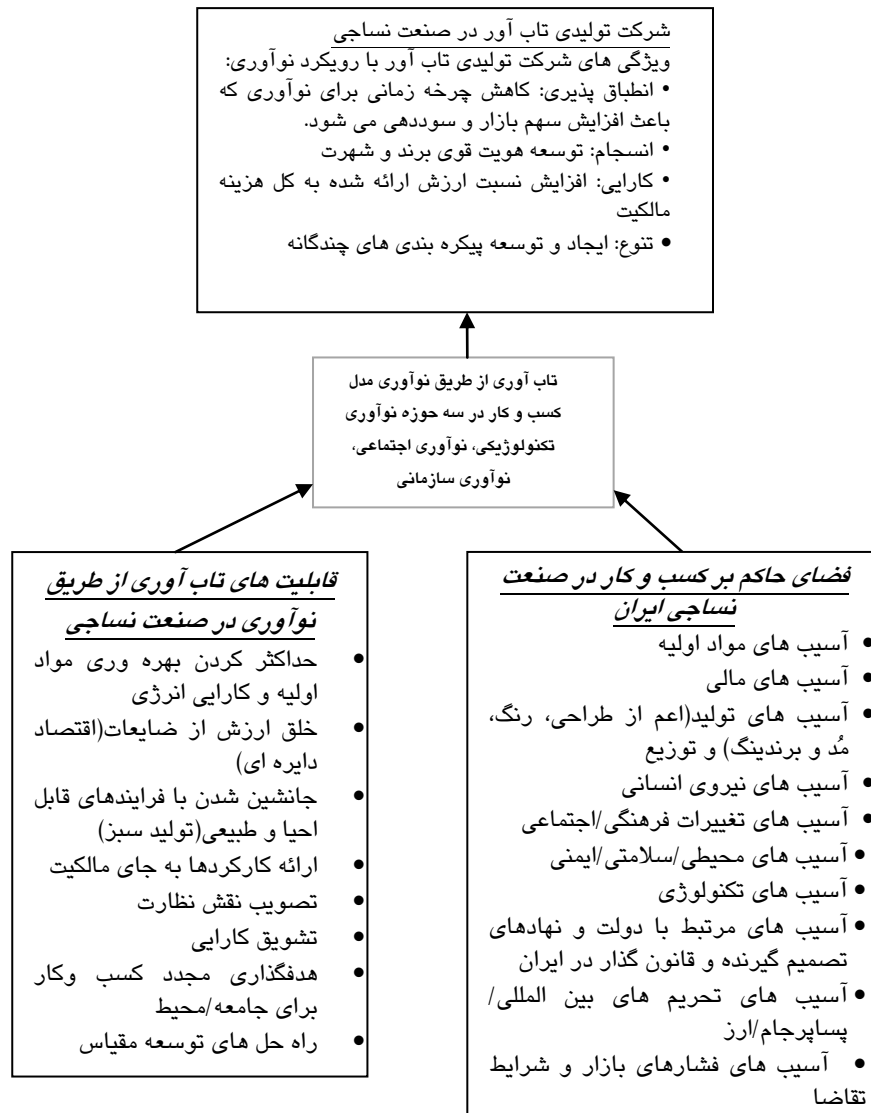 شرکت تولیدی تاب آور در صنعت نساجی
ویژگی های شرکت تولیدی تاب آور با رویکرد نوآوری:
• انطباق پذیری: کاهش چرخه زمانی برای نوآوری که
باعث افزایش سهم بازار و سوددهی می شود.
• انسجام: توسعه هویت قوی برند و شهرت
• کارایی: افزایش نسبت ارزش ارائه شده به کل هزینه
مالکیت
• تنوع: ایجاد و توسعه پیکره بندی های چندگانه
تاب آوری از طریق نوآوری مدل
کسب و کار در سه حوزه نوآوری
تکنولوژیکی، نوآوری اجتماعی،
نوآوری سازمانی
فضای حاکم بر کسب و کار در صنعت
نساجی ایران
• آسیب های مواد اولیه
• آسیب های مالی
• آسیب های تولید(اعم از طراحی، رنگ،
مُد و برندینگ) و توزیع
• آسیب های نیروی انسانی
• آسیب های تغییرات فرهنگی/اجتماعی
• آسیب های محیطی/سلامتی/ایمنی
• آسیب های تکنولوژی
• آسیب های مرتبط با دولت و نهادهای
تصمیم گیرنده و قانون گذار در ایران
• آسیب های تحریم های بین المللی/
پسابرجام/ارز
• آسیب های فشارهای بازار و شرایط
تقاضا
قابلیت های تاب آوری از طریق
نوآوری در صنعت نساجی
• حداکثر کردن بهره وری مواد
اولیه و کارایی انرژی
• خلق ارزش از ضایعات(اقتصاد
دایره ای)
• جانشین شدن با فرایندهای قابل
احیا و طبیعی(تولید سبز)
• ارائه کارکردها به جای مالکیت
• تصویب نقش نظارت
• تشویق کارایی
• هدفگذاری مجدد کسب وکار
برای جامعه/محیط
• راه حل های توسعه مقیاس